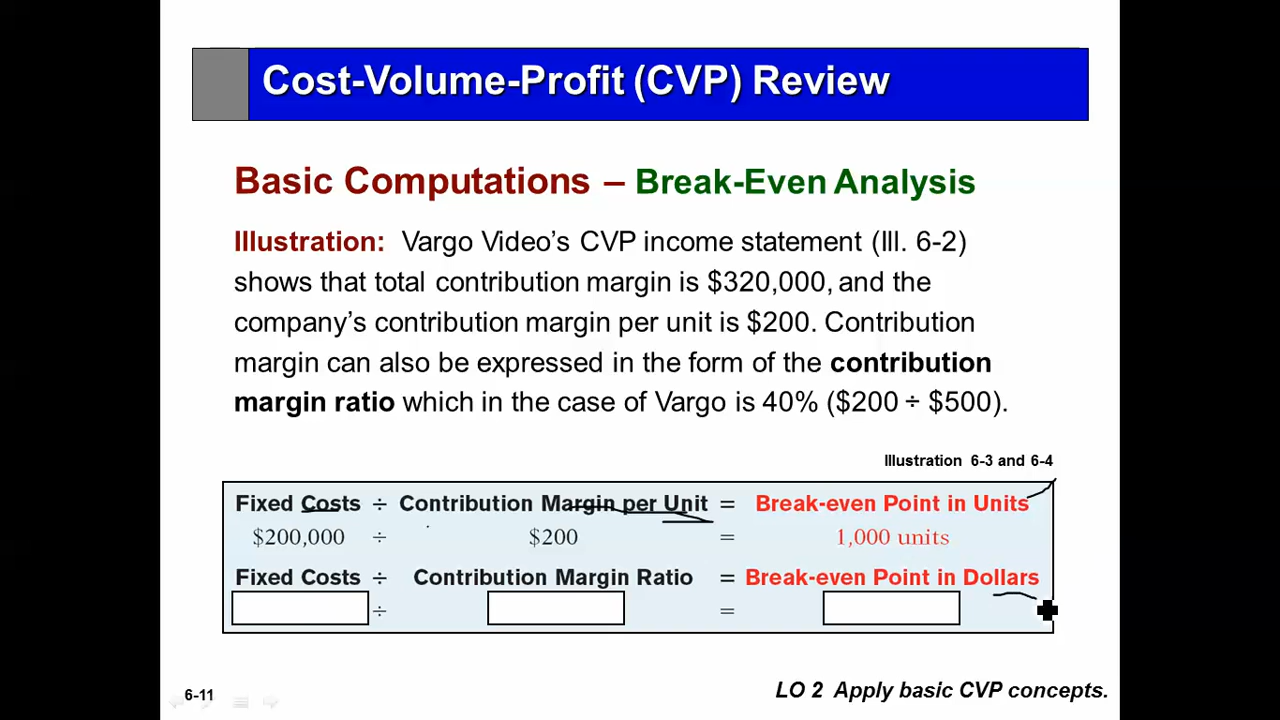 Cost-Volume-Profit (CVP) Review
Basic Computations – Break-Even Analysis
Illustration: Vargo Video’s CVP income statement (Ill. 6-2)
shows that total contribution margin is $320,000, and the
company’s contribution margin per unit is $200. Contribution
margin can also be expressed in the form of the contribution
margin ratio which in the case of Vargo is 40% ($200 ÷ $500).
Illustration 6-3 and 6-4
Fixed Costs ÷ Contribution Margin per Unit = Break-even Point in Units
$200,000 ÷ $200 = 1,000 units
Fixed Costs ÷ Contribution Margin Ratio = Break-even Point in Dollars
÷ =
6-11
LO 2 Apply basic CVP concepts.